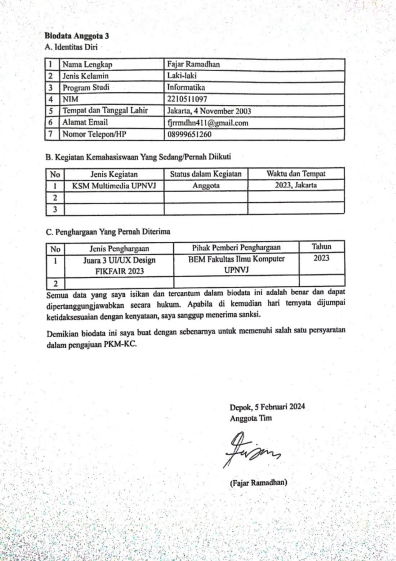 Biodata Anggota 3
A. Identitas Diri
1 Nama Lengkap Fajar Ramadhan
2 Jenis Kelamin Laki-laki
3 Program Studi Informatika
4 NIM 2210511097
5 Tempat dan Tanggal Lahir Jakarta, 4 November 2003
6 Alamat Email fjrrmdhn411@gmail.com
7 Nomor Telepon/HP 08999651260
B. Kegiatan Kemahasiswaan Yang Sedang/Pernah Diikuti
No Jenis Kegiatan Status dalam Kegiatan Waktu dan Tempat
1 KSM Multimedia UPNVJ Anggota 2023, Jakarta
2
3
C. Penghargaan Yang Pernah Diterima
No Jenis Penghargaan Pihak Pemberi Penghargaan Tahun
1 Juara 3 UI/UX Design BEM Fakultas Ilmu Komputer 2023
FIKFAIR 2023 UPNVJ
2
Semua data yang saya isikan dan tercantum dalam biodata ini adalah benar dan dapat
dipertanggungjawabkan secara hukum. Apabila di kemudian hari ternyata dijumpai
ketidaksesuaian dengan kenyataan, saya sanggup menerima sanksi.
Demikian biodata ini saya buat dengan sebenarnya untuk memenuhi salah satu persyaratan
dalam pengajuan PKM-KC.
Depok, 5 Februari 2024
Anggota Tim
(Fajar Ramadhan)